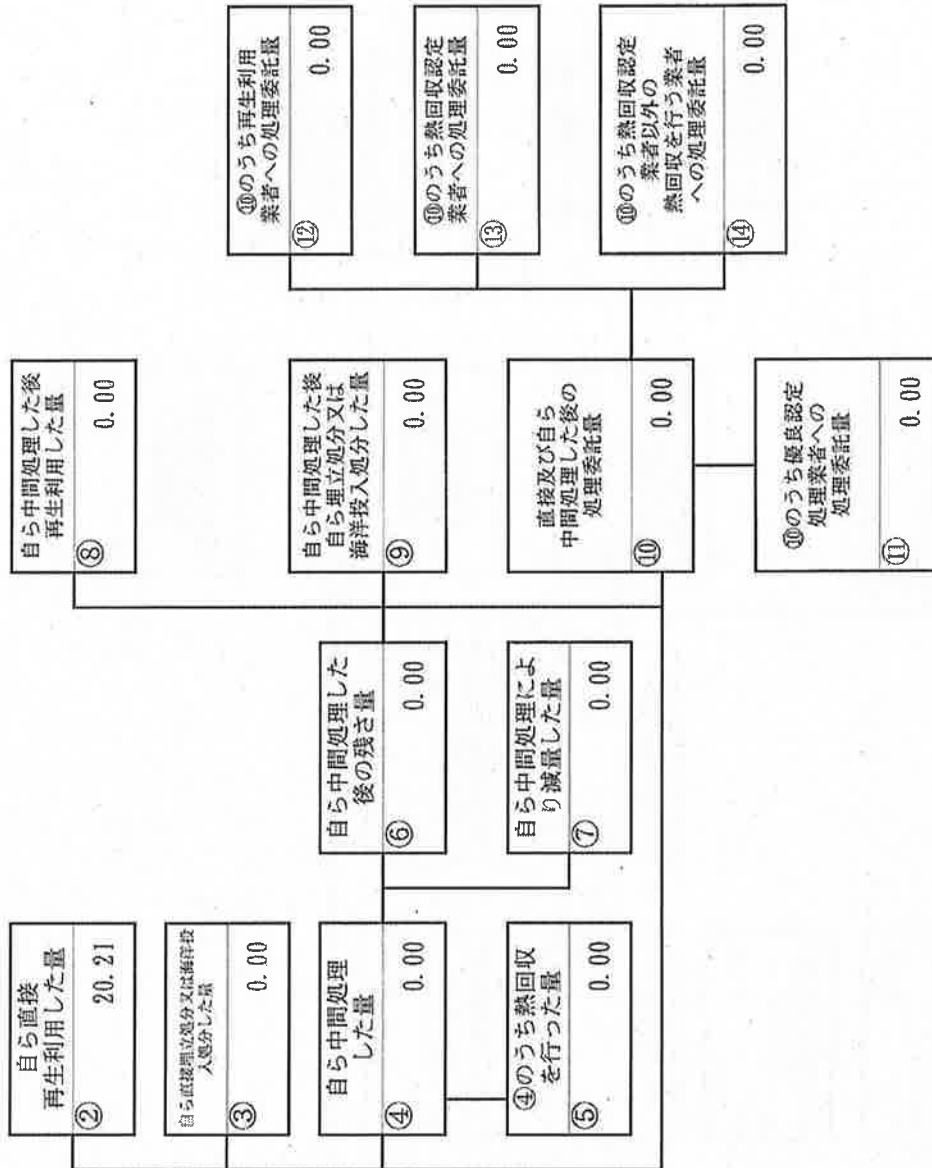 自ら直接
再生利用した量
② 20.21
自ら直接埋立処分又は海洋投
入処分した量
③ 0.00
自ら中間処理
した量
④ 0.00
④のうち熱回収
を行った量
⑤ 0.00
自ら中間処理した
後の残さ量
⑥ 0.00
自ら中間処理によ
り減量した量
⑦ 0.00
自ら中間処理した後
再生利用した量
⑧ 0.00
自ら中間処理した後
自ら埋立処分又は
海洋投入処分した量
⑨ 0.00
直接及び自ら
中間処理した後の
処理委託量
⑩ 0.00
⑩のうち優良認定
処理業者への
処理委託量
⑪ 0.00
⑩のうち再生利用
業者への処理委託量
⑫ 0.00
⑩のうち熱回収認定
業者への処理委託量
⑬ 0.00
⑩のうち熱回収認定
業者以外の
熱回収を行う業者
への処理委託量
⑭ 0.00